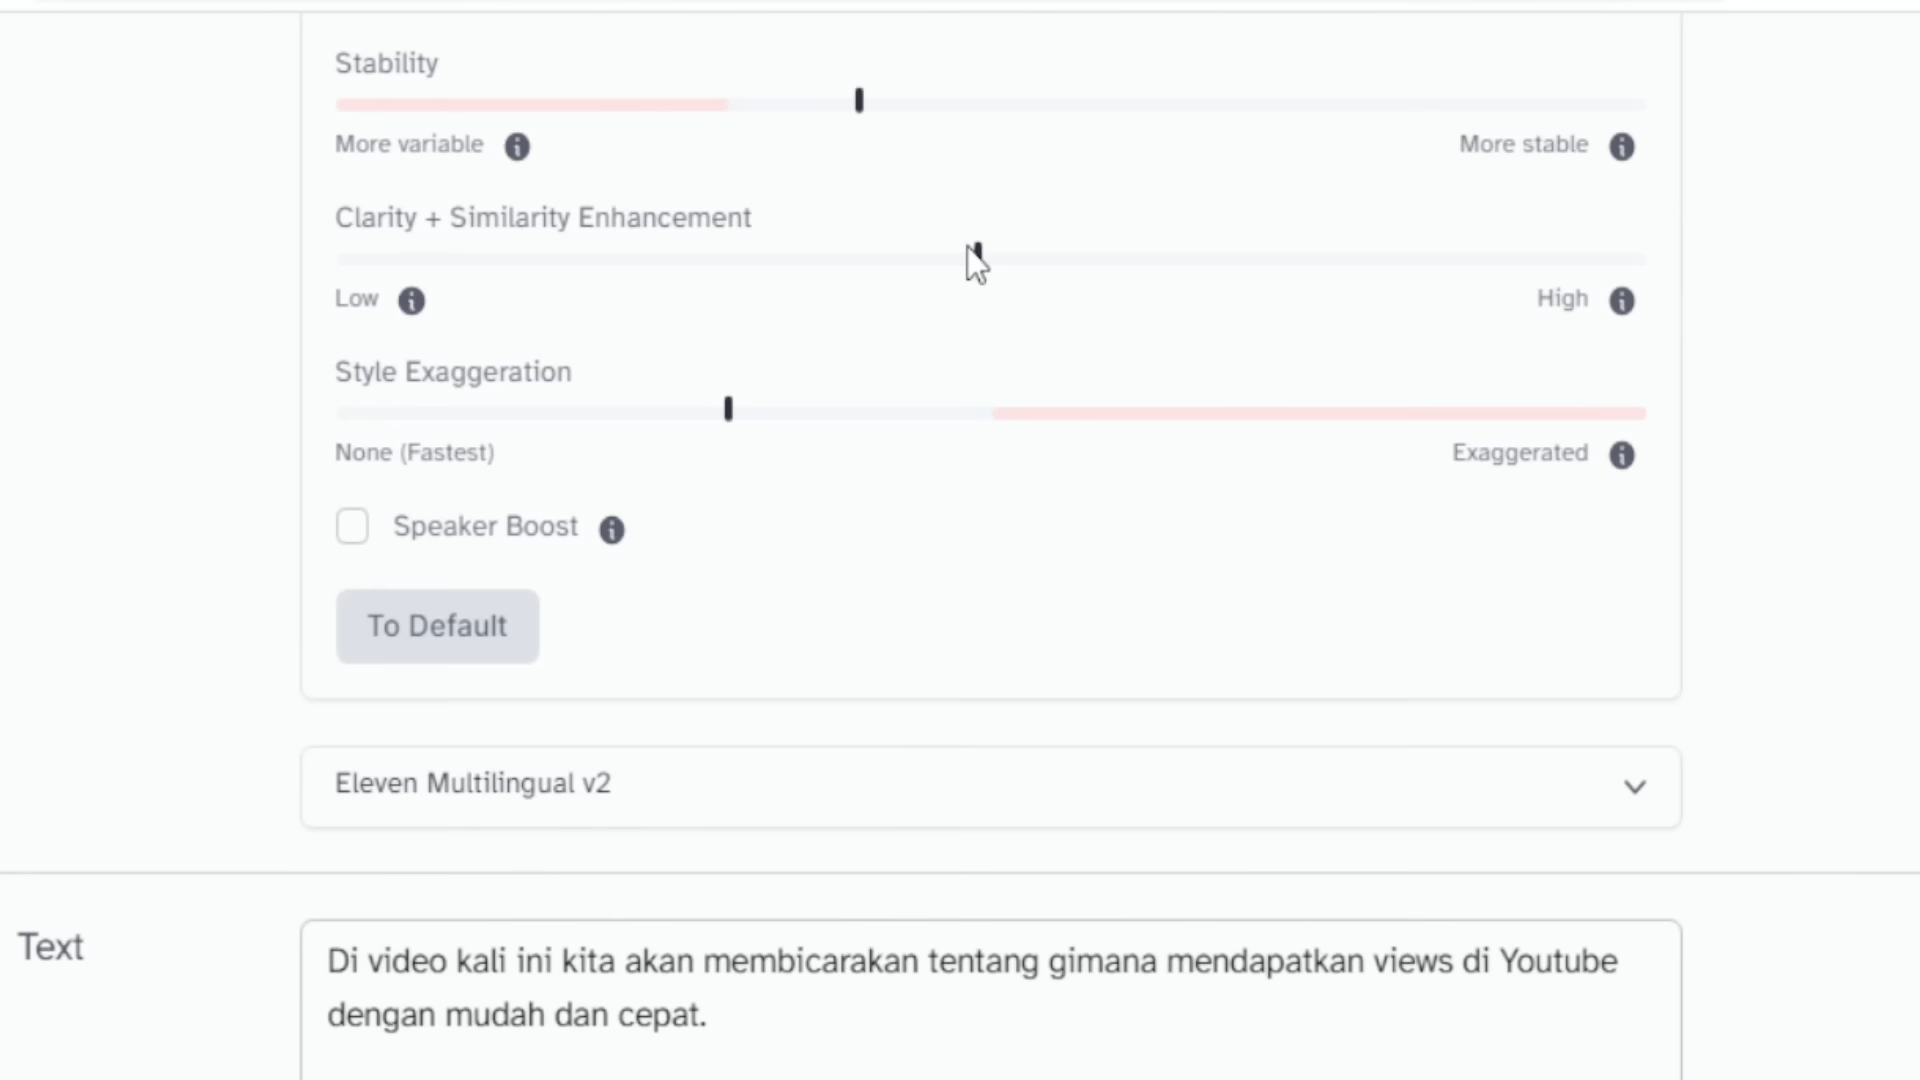 Stability
More variable
More stable
Clarity + Similarity Enhancement
Low
High
Style Exaggeration
None (Fastest)
Exaggerated
Speaker Boost
To Default
Eleven Multilingual v2
Text
Di video kali ini kita akan membicarakan tentang gimana mendapatkan views di Youtube
dengan mudah dan cepat.